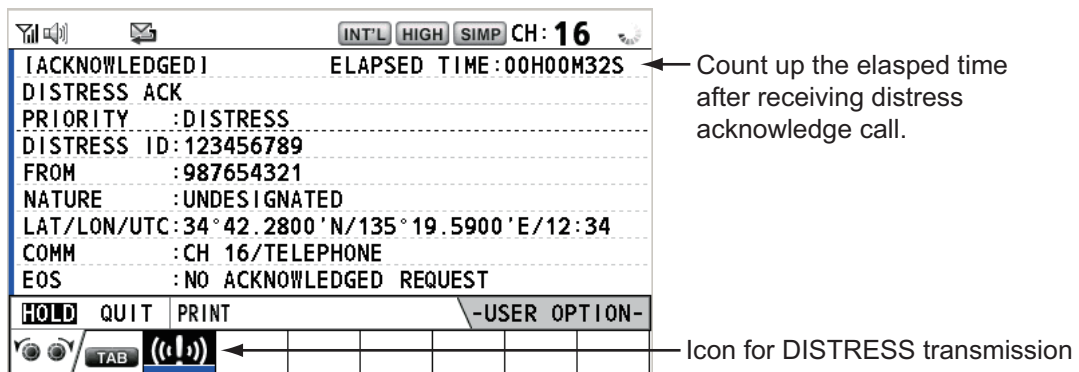 INT'L HIGH SIMP CH: 16
[ACKNOWLEDGED] ELAPSED TIME:00H00M32S
Count up the elasped time
after receiving distress
acknowledge call.
DISTRESS ACK
PRIORITY :DISTRESS
DISTRESS ID:123456789
FROM :987654321
NATURE :UNDESIGNATED
LAT/LON/UTC:34°42.2800'N/135°19.5900'E/12:34
COMM :CH 16/TELEPHONE
EOS :NO ACKNOWLEDGED REQUEST
HOLD QUIT PRINT -USER OPTION-
TAB
Icon for DISTRESS transmission